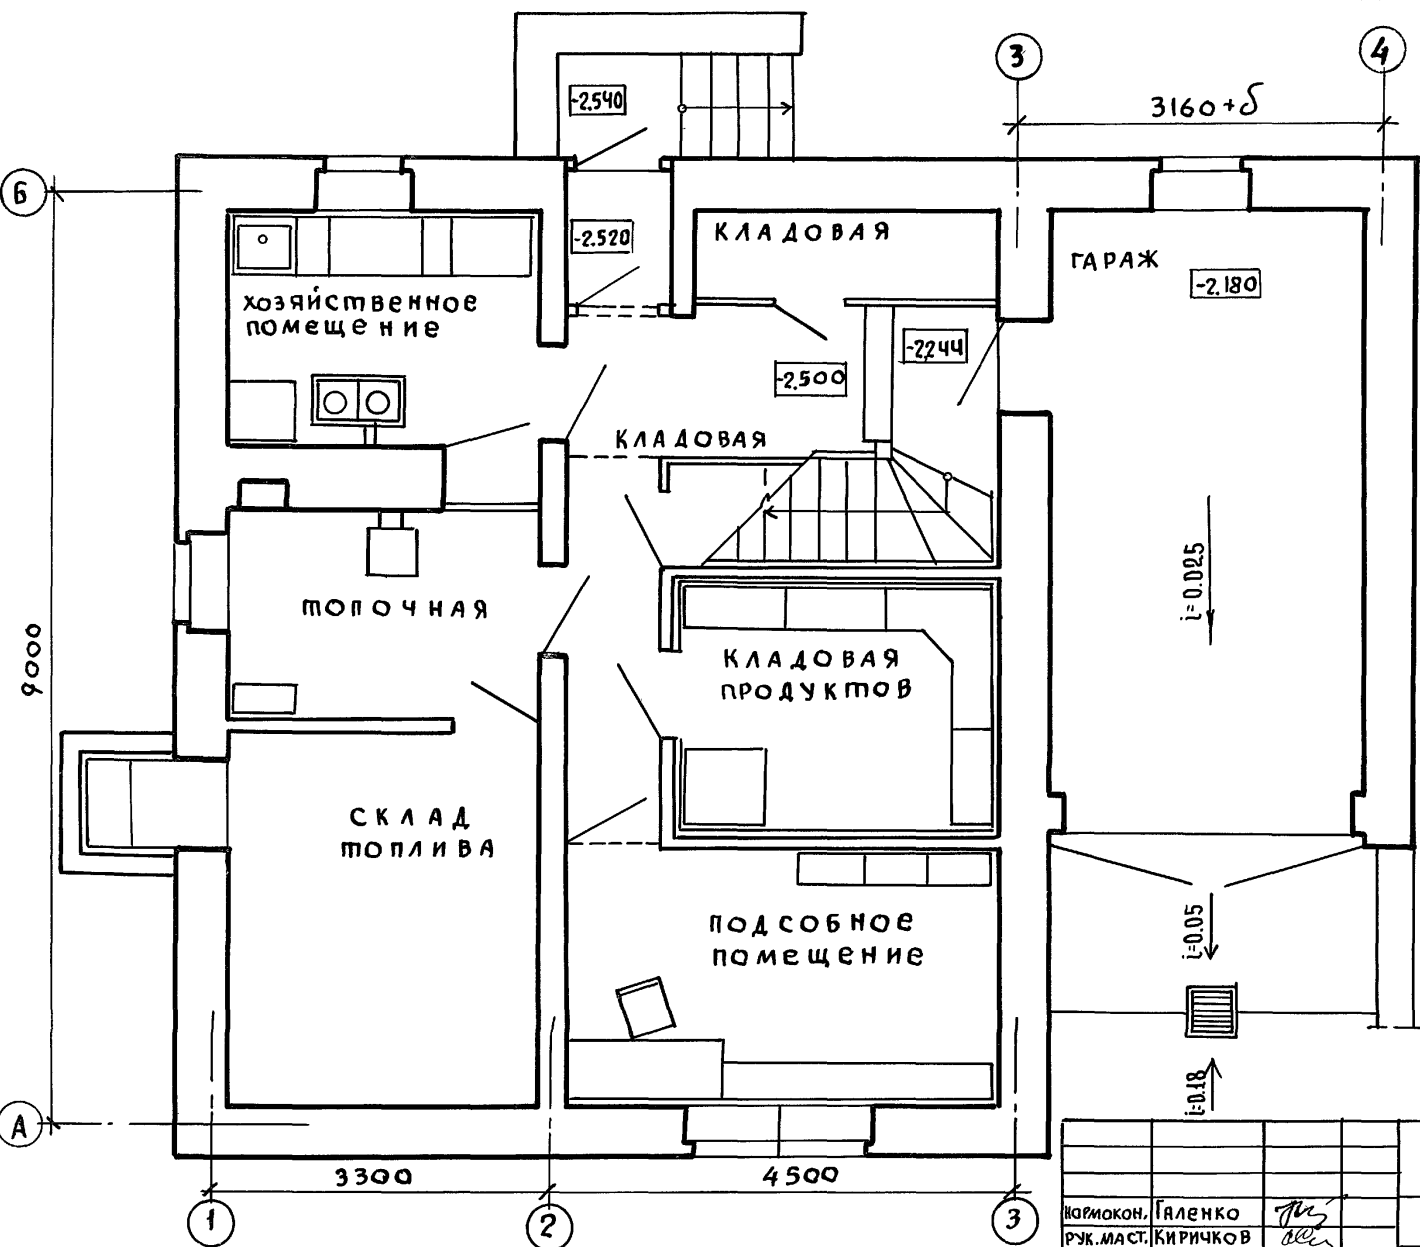 3
4
3160+δ
-2.540
Б
-2.520
КЛАДОВАЯ
ГАРАЖ
-2.180
ХОЗЯЙСТВЕННОЕ
ПОМЕЩЕНИЕ
-2.244
-2.500
КЛАДОВАЯ
i=0.025
ТОПОЧНАЯ
9000
КЛАДОВАЯ
ПРОДУКТОВ
СКЛАД
ТОПЛИВА
ПОДСОБНОЕ
ПОМЕЩЕНИЕ
i=0.05
i=0.18
А
3300
4500
1
2
3
НОРМОКОН. ГАЛЕНКО
РУК.МАСТ. КИРИЧКОВ